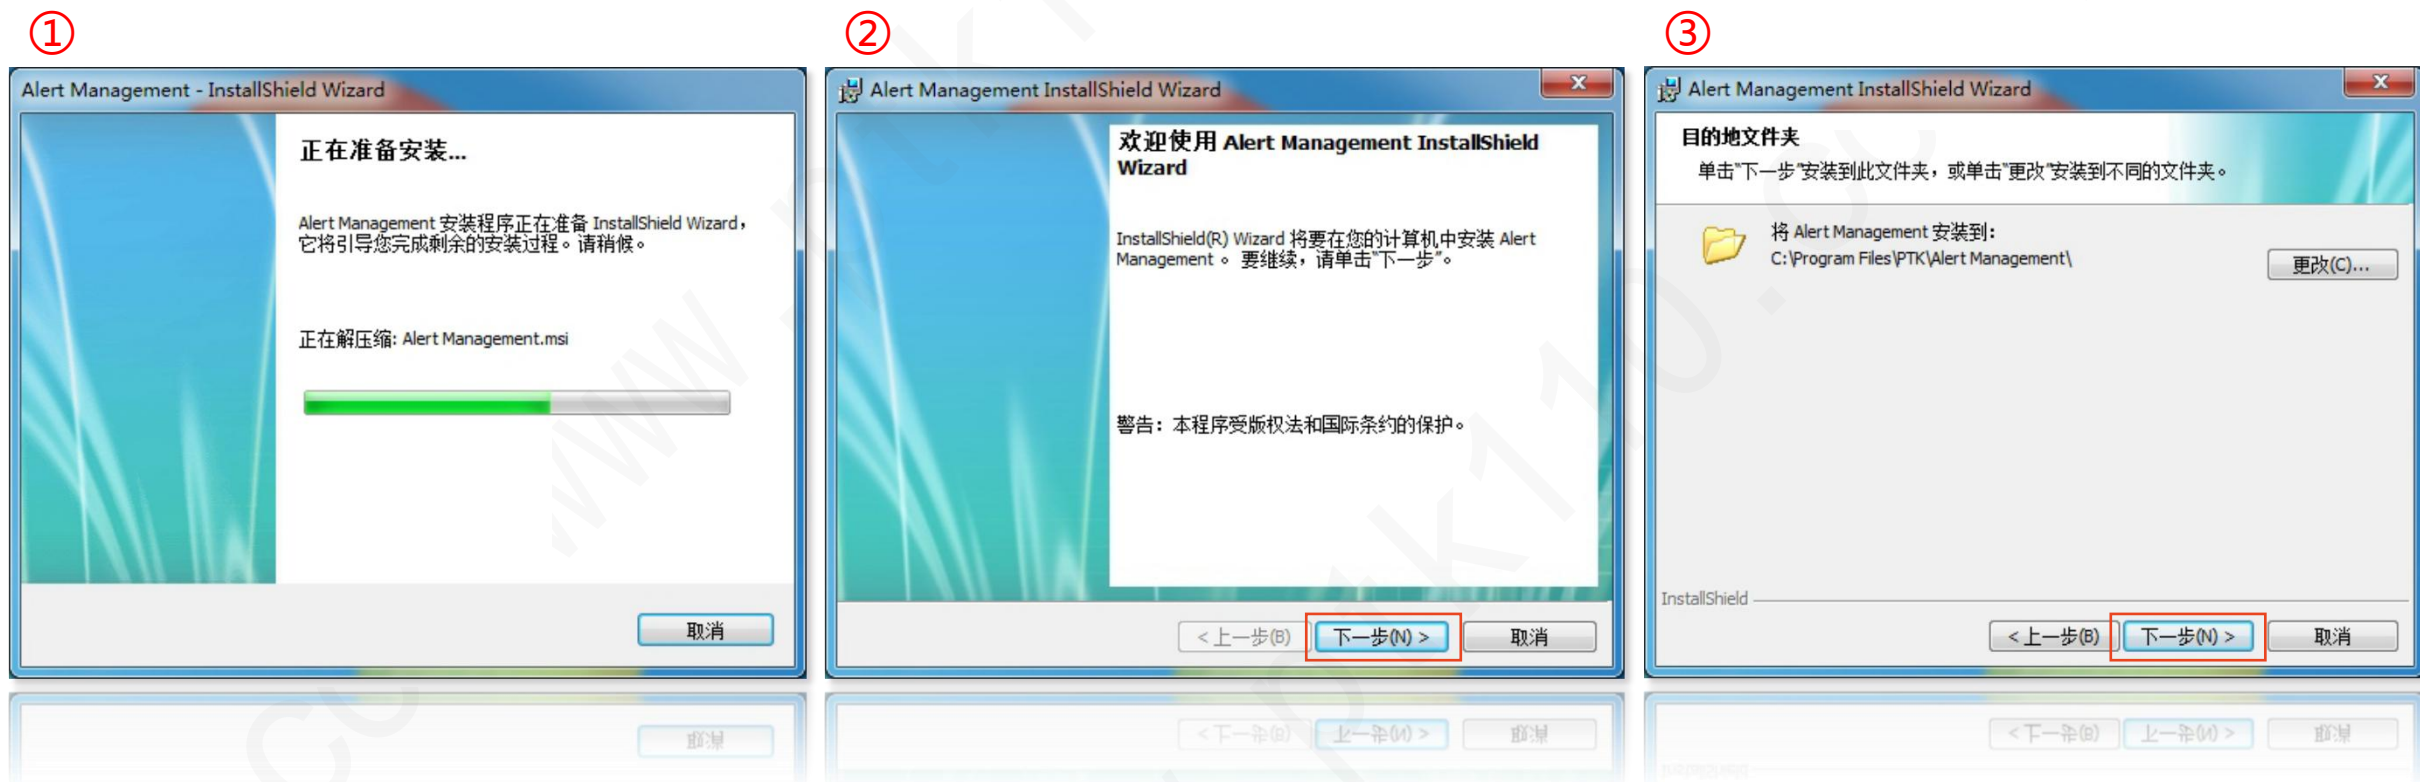 ①
Alert Management - InstallShield Wizard
正在准备安装...
Alert Management 安装程序正在准备 InstallShield Wizard，
它将引导您完成剩余的安装过程。请稍候。
正在解压缩: Alert Management.msi
取消
②
Alert Management InstallShield Wizard
欢迎使用 Alert Management InstallShield
Wizard
InstallShield(R) Wizard 将要在您的计算机中安装 Alert
Management 。 要继续，请单击“下一步”。
警告：本程序受版权法和国际条约的保护。
< 上一步(B)
下一步(N) >
取消
③
Alert Management InstallShield Wizard
目的地文件夹
单击“下一步”安装到此文件夹，或单击“更改”安装到不同的文件夹。
将 Alert Management 安装到：
C:\Program Files\PTK\Alert Management\
更改(C)...
InstallShield
< 上一步(B)
下一步(N) >
取消